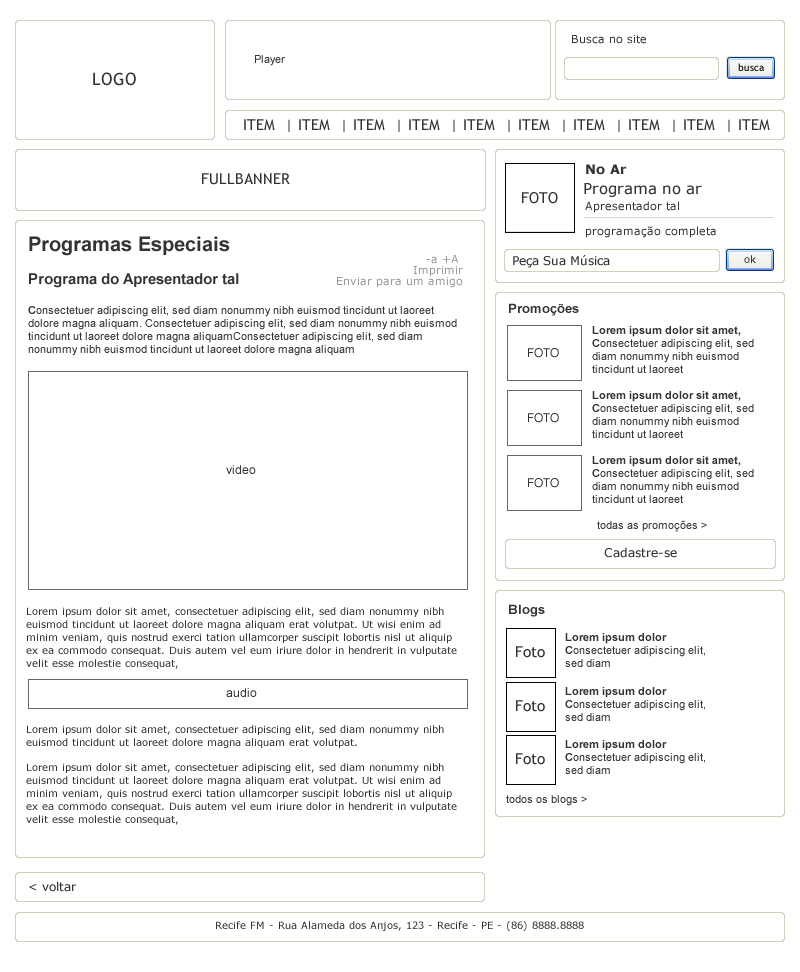 LOGO
Player
Busca no site
busca
ITEM | ITEM | ITEM | ITEM | ITEM | ITEM | ITEM | ITEM | ITEM | ITEM
FULLBANNER
Programas Especiais
-a +A
Imprimir
Programa do Apresentador tal
Enviar para um amigo
Consectetuer adipiscing elit, sed diam nonummy nibh euismod tincidunt ut laoreet
dolore magna aliquam. Consectetuer adipiscing elit, sed diam nonummy nibh euismod
tincidunt ut laoreet dolore magna aliquamConsectetuer adipiscing elit, sed diam
nonummy nibh euismod tincidunt ut laoreet dolore magna aliquam
video
Lorem ipsum dolor sit amet, consectetuer adipiscing elit, sed diam nonummy nibh
euismod tincidunt ut laoreet dolore magna aliquam erat volutpat. Ut wisi enim ad
minim veniam, quis nostrud exerci tation ullamcorper suscipit lobortis nisl ut aliquip
ex ea commodo consequat. Duis autem vel eum iriure dolor in hendrerit in vulputate
velit esse molestie consequat,
audio
Lorem ipsum dolor sit amet, consectetuer adipiscing elit, sed diam nonummy nibh
euismod tincidunt ut laoreet dolore magna aliquam erat volutpat.
Lorem ipsum dolor sit amet, consectetuer adipiscing elit, sed diam nonummy nibh
euismod tincidunt ut laoreet dolore magna aliquam erat volutpat. Ut wisi enim ad
minim veniam, quis nostrud exerci tation ullamcorper suscipit lobortis nisl ut aliquip
ex ea commodo consequat. Duis autem vel eum iriure dolor in hendrerit in vulputate
velit esse molestie consequat,
< voltar
FOTO
No Ar
Programa no ar
Apresentador tal
programação completa
Peça Sua Música
ok
Promoções
FOTO
Lorem ipsum dolor sit amet,
Consectetuer adipiscing elit, sed
diam nonummy nibh euismod
tincidunt ut laoreet
FOTO
Lorem ipsum dolor sit amet,
Consectetuer adipiscing elit, sed
diam nonummy nibh euismod
tincidunt ut laoreet
FOTO
Lorem ipsum dolor sit amet,
Consectetuer adipiscing elit, sed
diam nonummy nibh euismod
tincidunt ut laoreet
todas as promoções >
Cadastre-se
Blogs
Foto
Lorem ipsum dolor
Consectetuer adipiscing elit,
sed diam
Foto
Lorem ipsum dolor
Consectetuer adipiscing elit,
sed diam
Foto
Lorem ipsum dolor
Consectetuer adipiscing elit,
sed diam
todos os blogs >
Recife FM - Rua Alameda dos Anjos, 123 - Recife - PE - (86) 8888.8888